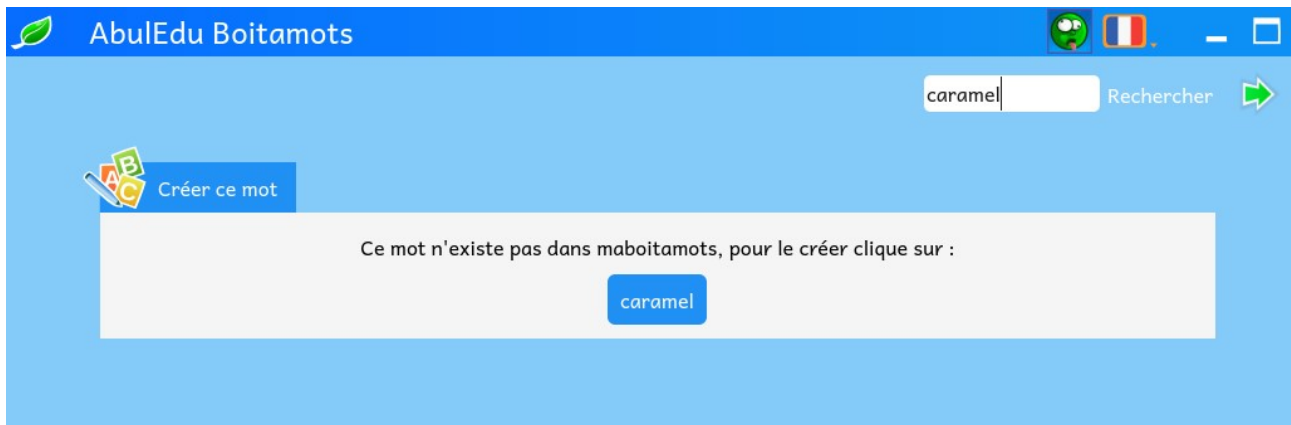 AbulEdu Boitamots
caramel Rechercher
A B C
Créer ce mot
Ce mot n'existe pas dans maboitamots, pour le créer clique sur :
caramel